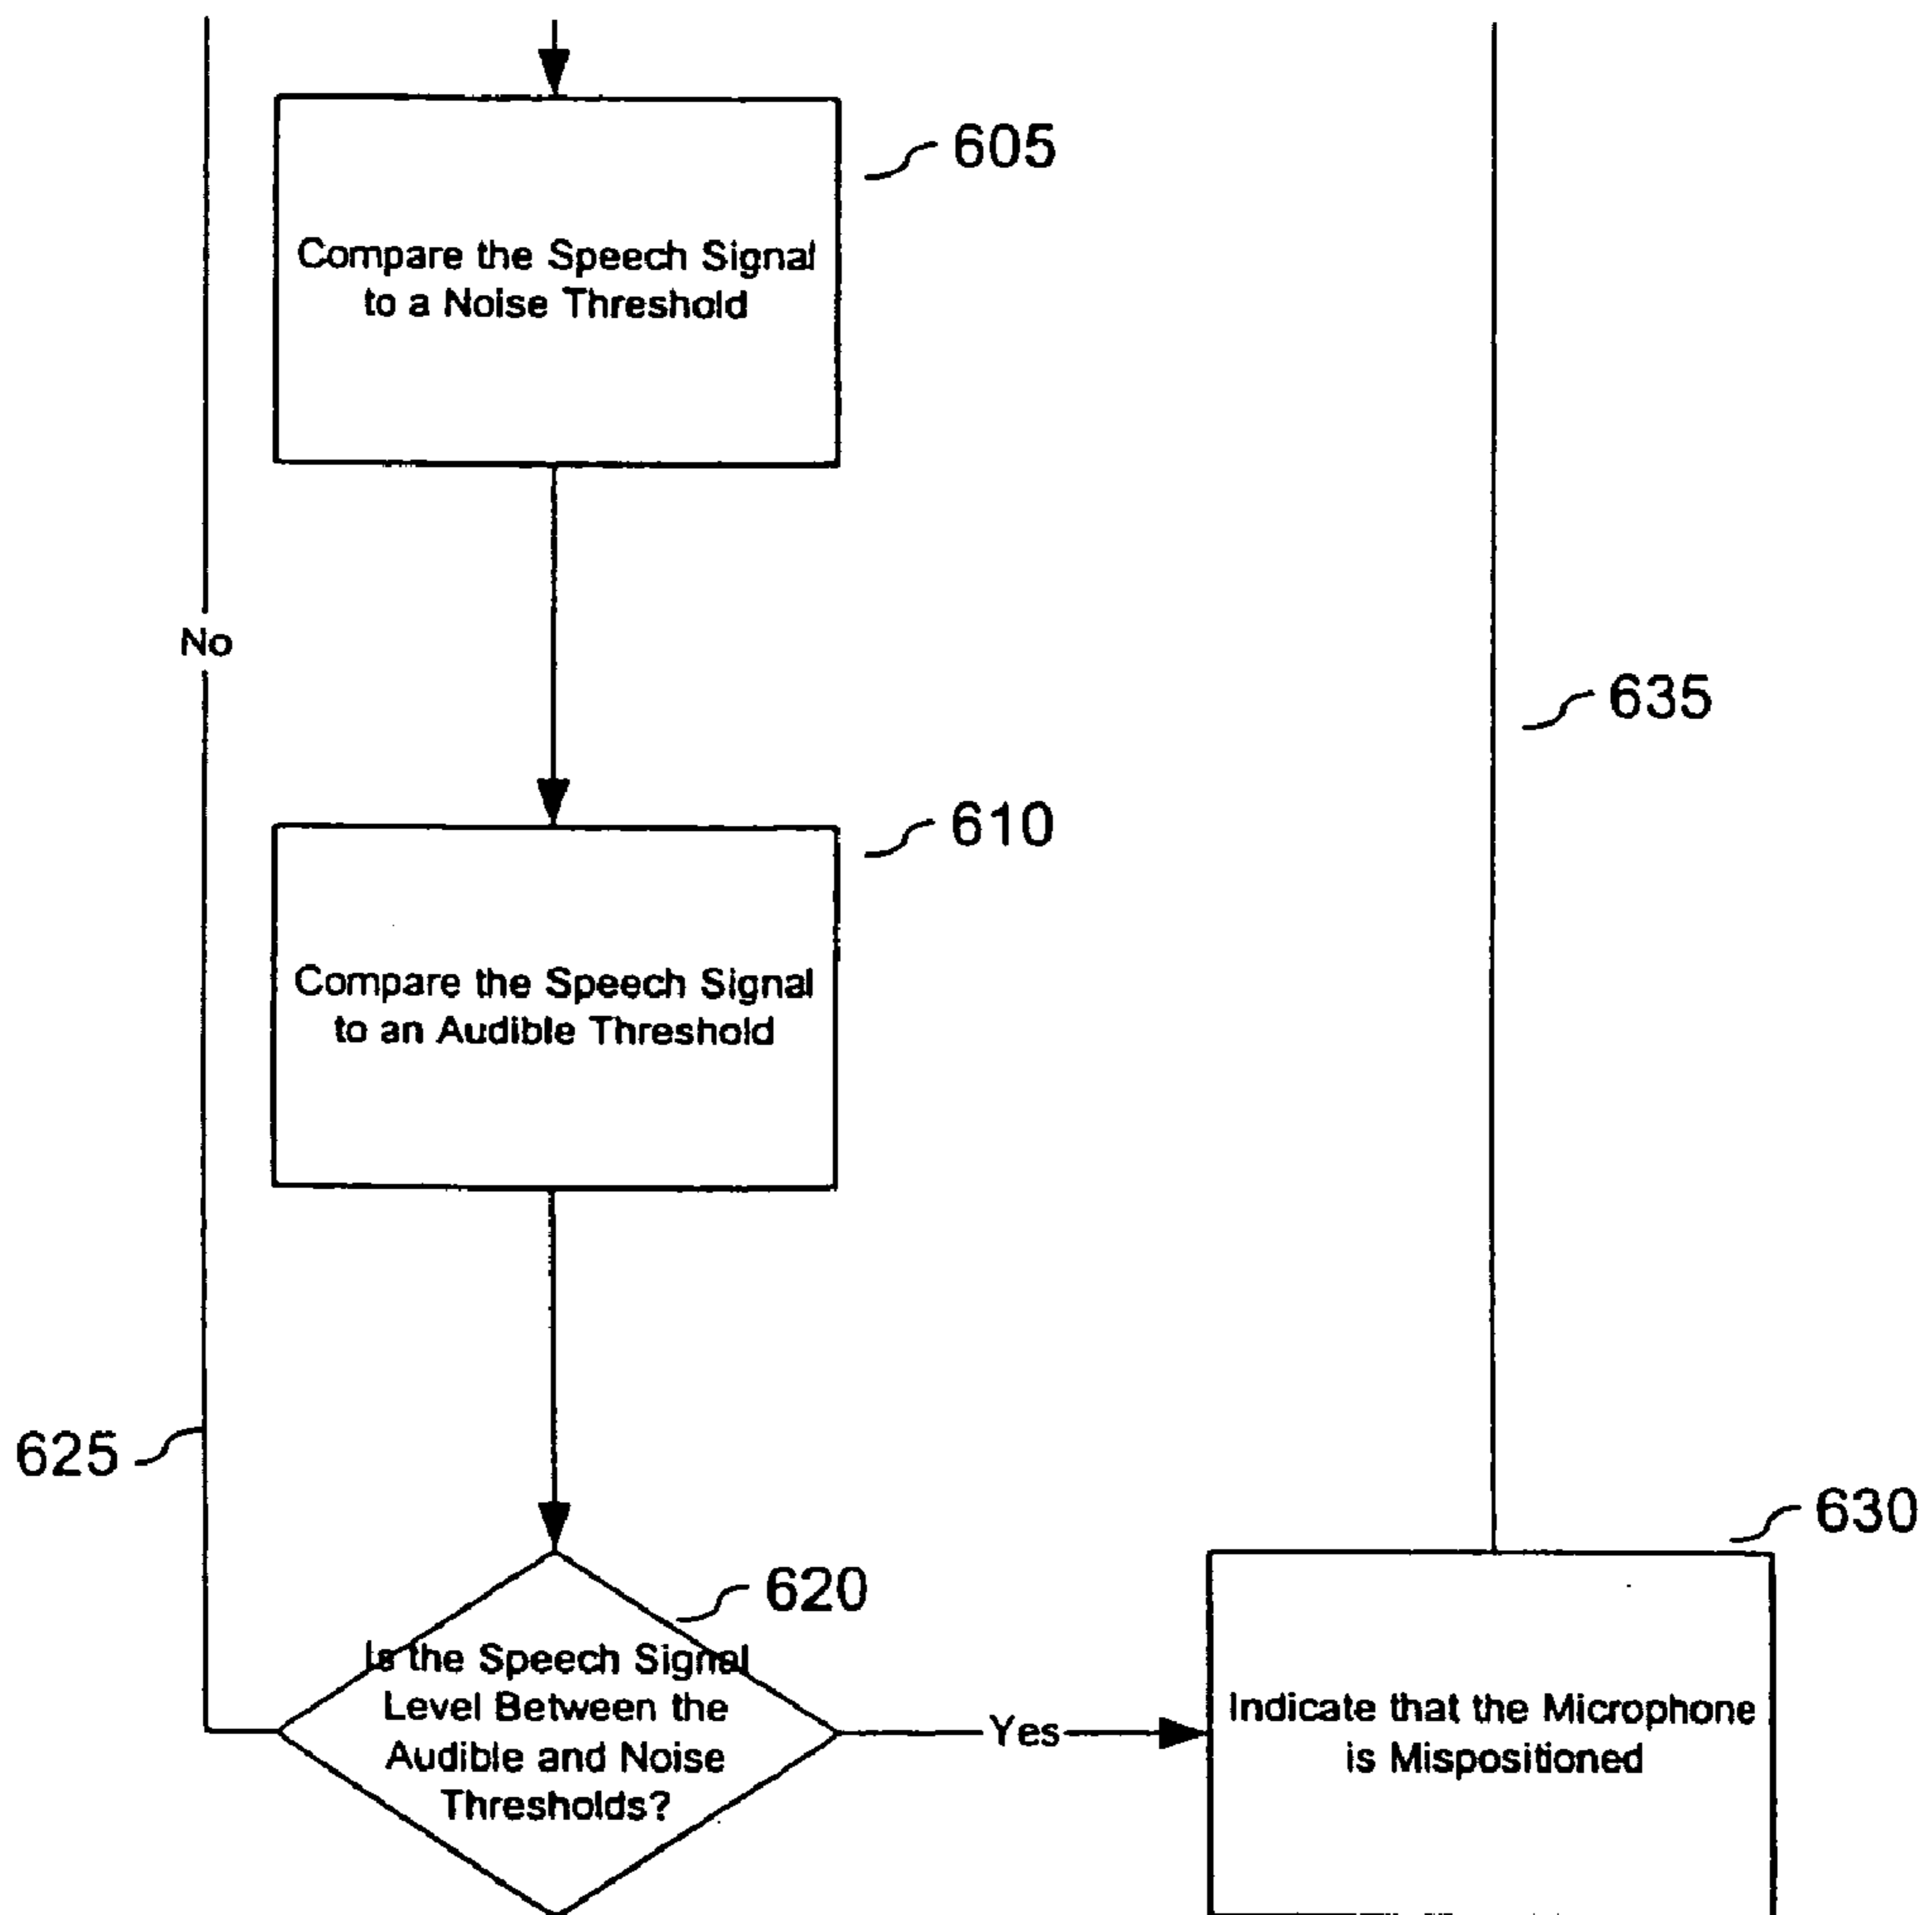 605
Compare the Speech Signal
to a Noise Threshold
No
635
610
Compare the Speech Signal
to an Audible Threshold
625
630
620
Is the Speech Signal
Level Between the
Audible and Noise
Thresholds?
Yes
Indicate that the Microphone
is Mispositioned